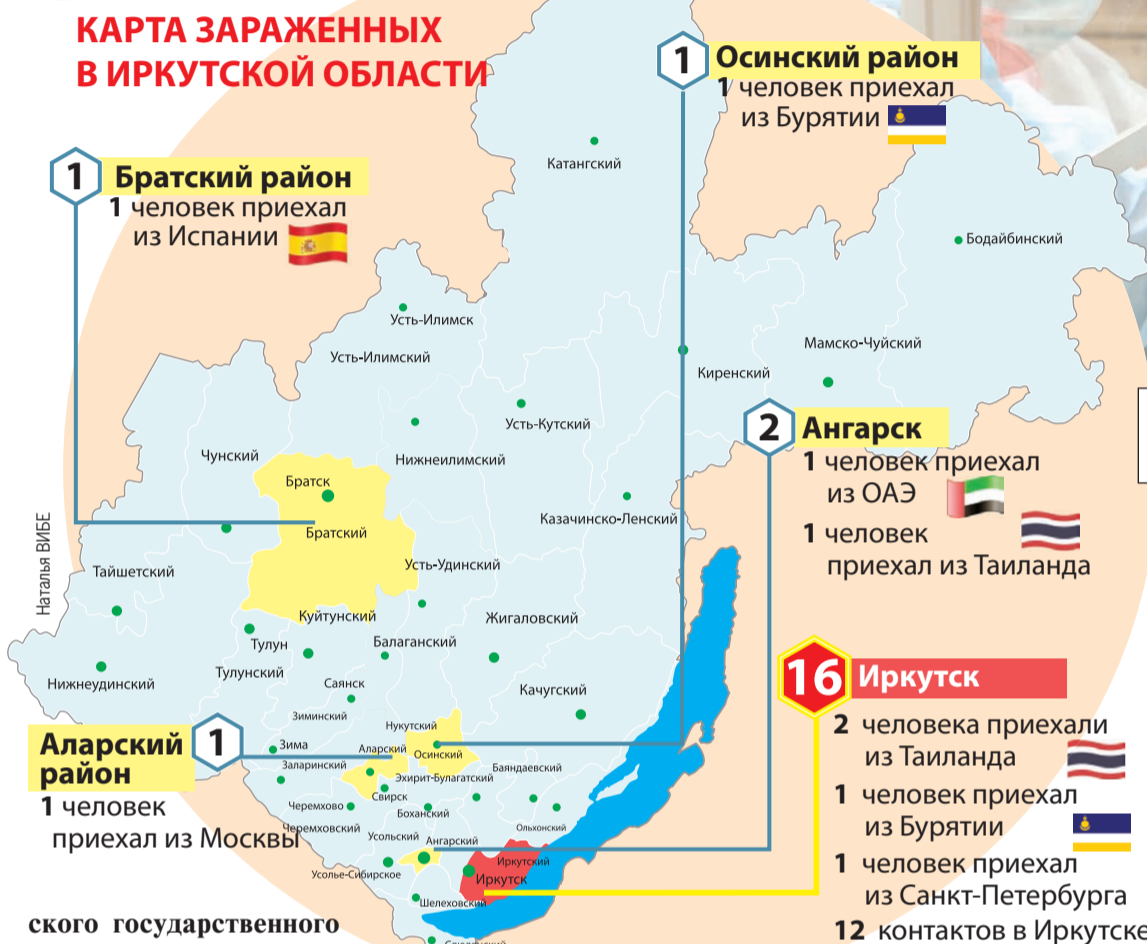 КАРТА ЗАРАЖЕННЫХ
В ИРКУТСКОЙ ОБЛАСТИ
1 Осинский район
1 человек приехал
из Бурятии
1 Братский район
1 человек приехал
из Испании
Катангский
Бодайбинский
Усть-Илимск
Усть-Илимский
Мамско-Чуйский
Киренский
Усть-Кутский
2 Ангарск
1 человек приехал
из ОАЭ
1 человек
приехал из Таиланда
Чунский
Нижнеилимский
Братск
Казачинско-Ленский
Братский
Наталья ВИБЕ
Тайшетский
Усть-Удинский
Куйтунский
Жигаловский
Тулун
Балаганский
Тулунский
Нижнеудинский
Саянск
Качугский
Зиминский
Нукутский
16 Иркутск
2 человека приехали
из Таиланда
1 человек приехал
из Бурятии
1 человек приехал
из Санкт-Петербурга
12 контактов в Иркутске
Аларский 1
район
1 человек
приехал из Москвы
Зима
Аларский
Осинский
Заларинский
Баяндаевский
Эхирит-Булагатский
Свирск
Черемхово
Боханский
Черемховский
Ольхонский
Усольский
Ангарский
Иркутский
Усолье-Сибирское
Иркутск
Шелеховский
ского государственного